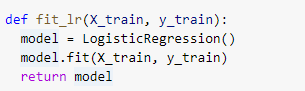 def fit_lr(X_train, y_train):
  model = LogisticRegression()
  model.fit(X_train, y_train)
  return model